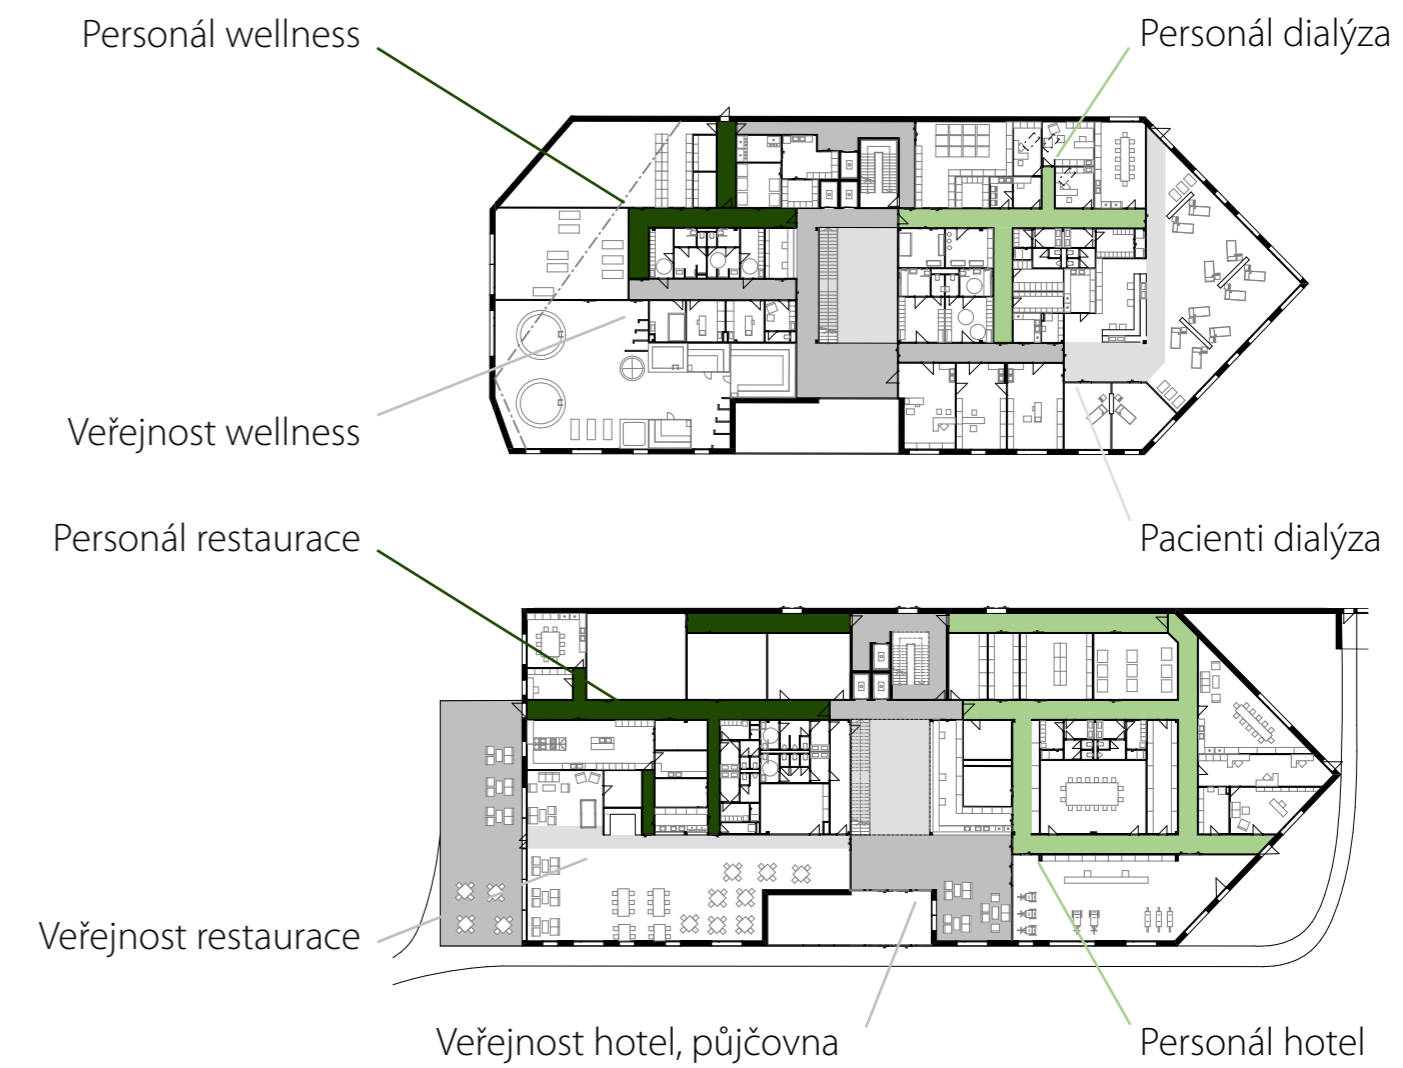 Personál wellness
Personál dialýza
Veřejnost wellness
Personál restaurace
Pacienti dialýza
Veřejnost restaurace
Veřejnost hotel, půjčovna
Personál hotel